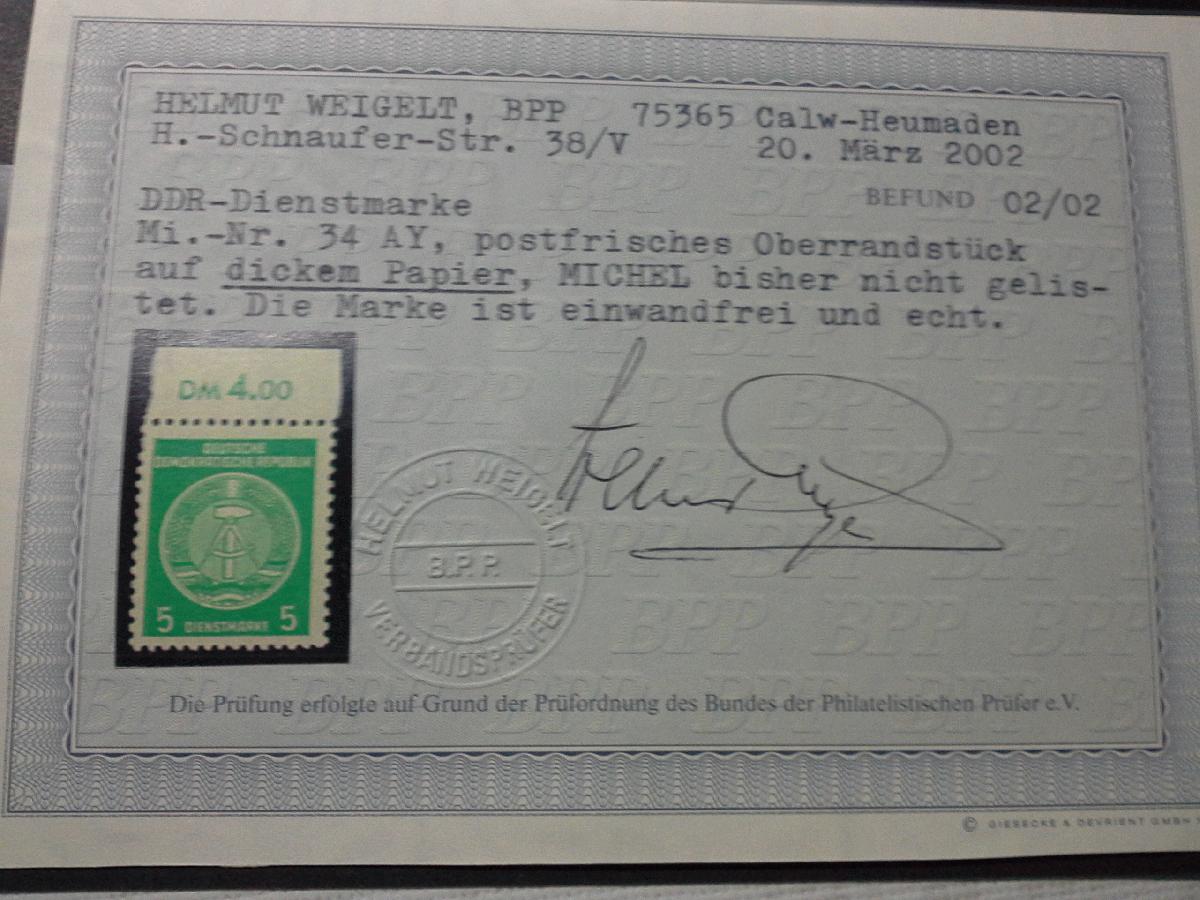 HELMUT WEIGELT, BPP 75365 Calw-Heumaden
H.-Schnaufer-Str. 38/V 20. März 2002
DDR-Dienstmarke BEFUND 02/02
Mi.-Nr. 34 AY, postfrisches Oberrandstück
auf dickem Papier, MICHEL bisher nicht gelis-
tet. Die Marke ist einwandfrei und echt.
DM 4.00
DEUTSCHE
DEMOKRATISCHE REPUBLIK
5 DIENSTMARKE 5
HELMUT WEIGELT
B.P.P.
VERBANDSPRÜFER
Die Prüfung erfolgte auf Grund der Prüfordnung des Bundes der Philatelistischen Prüfer e.V.
© GIESECKE & DEVRIENT GMBH